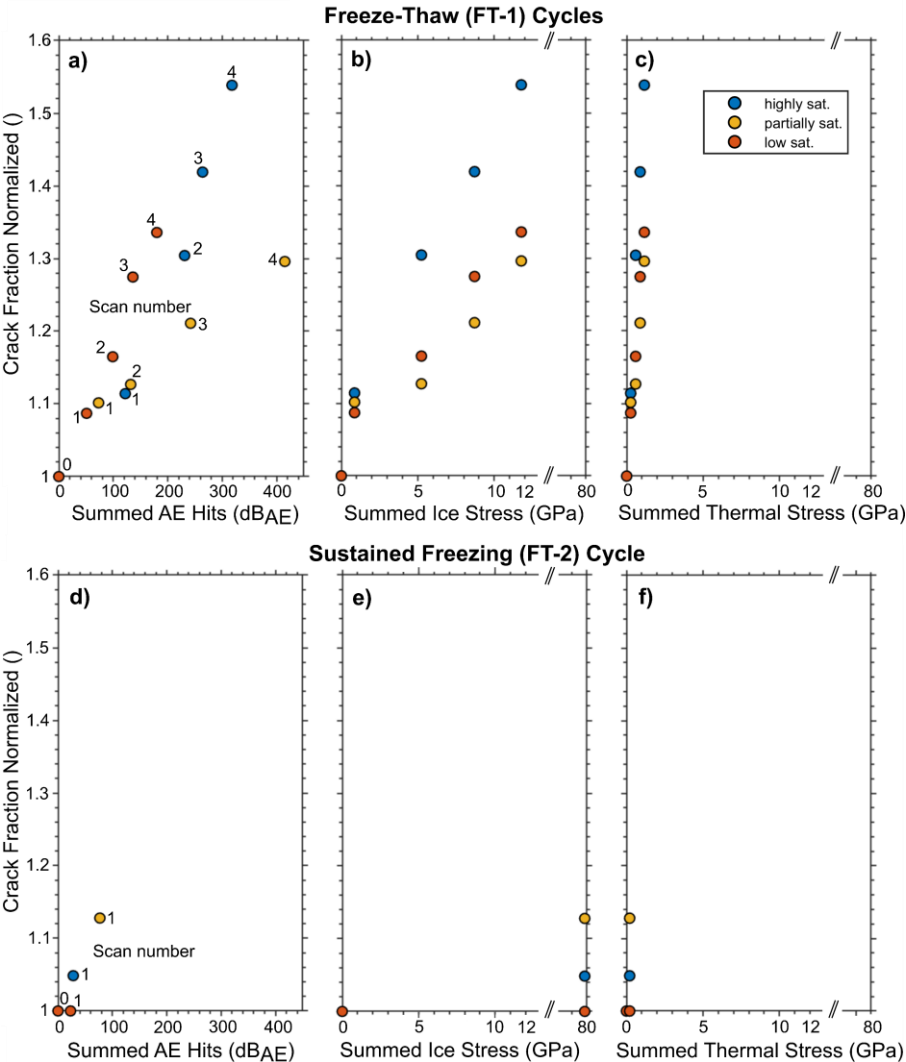 Freeze-Thaw (FT-1) Cycles
a)
b)
c)
1.6
1.5
1.4
1.3
1.2
1.1
1
Crack Fraction Normalized ()
4
3
4
2
3
4
Scan number
3
2
2
1
1
1
0
highly sat.
partially sat.
low sat.
0 100 200 300 400
0 5 10 12 80
0 5 10 12 80
Summed AE Hits (dBAE)
Summed Ice Stress (GPa)
Summed Thermal Stress (GPa)
Sustained Freezing (FT-2) Cycle
d)
e)
f)
1.6
1.5
1.4
1.3
1.2
1.1
1
Crack Fraction Normalized ()
1
Scan number
1
0 1
0 100 200 300 400
0 5 10 12 80
0 5 10 12 80
Summed AE Hits (dBAE)
Summed Ice Stress (GPa)
Summed Thermal Stress (GPa)